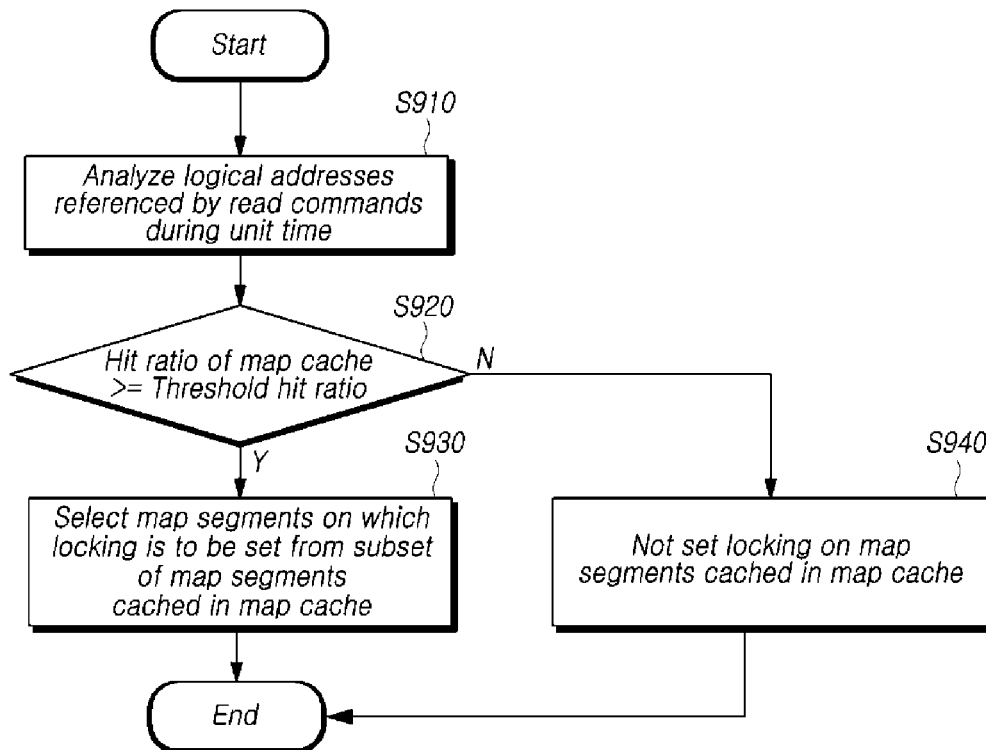 Start
S910
Analyze logical addresses
referenced by read commands
during unit time
S920
Hit ratio of map cache
>= Threshold hit ratio
N
Y
S930
Select map segments on which
locking is to be set from subset
of map segments
cached in map cache
S940
Not set locking on map
segments cached in map cache
End